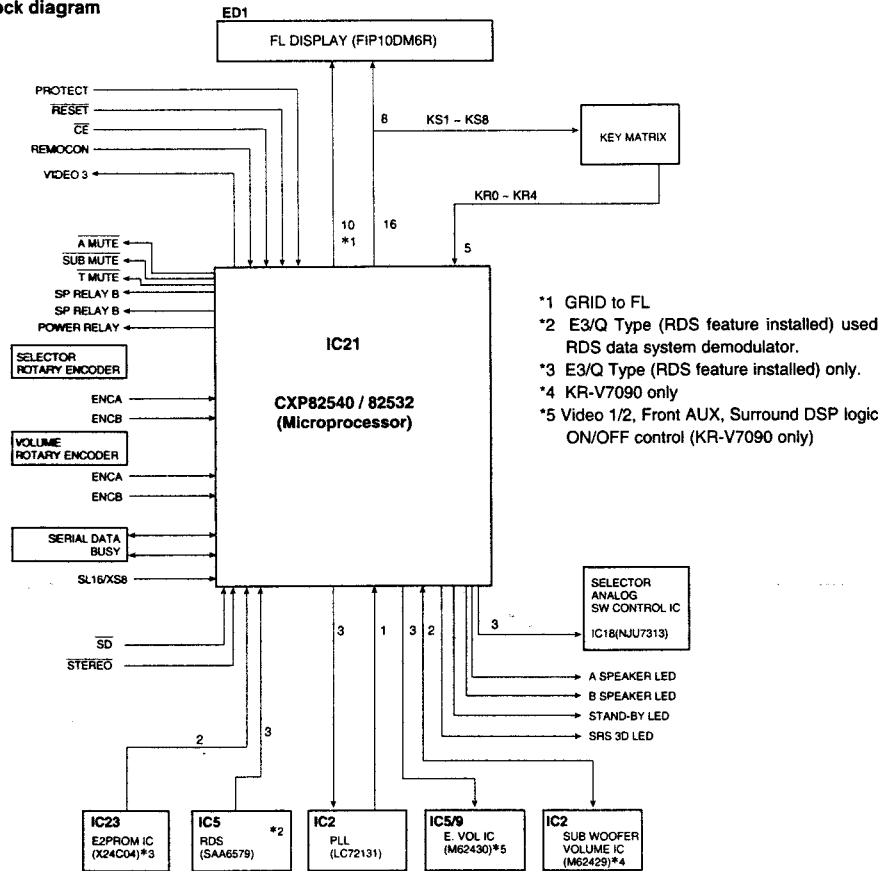 ock diagram
ED1
FL DISPLAY (FIP10DM6R)
PROTECT
RESET
CE
REMOCON
VIDEO 3
8
KS1 ~ KS8
KEY MATRIX
KR0 ~ KR4
10
*1
16
5
A MUTE
SUB MUTE
T MUTE
SP RELAY B
SP RELAY B
POWER RELAY
SELECTOR
ROTARY ENCODER
ENCA
ENCB
VOLUME
ROTARY ENCODER
ENCA
ENCB
SERIAL DATA
BUSY
SL16/XS8
IC21
CXP82540 / 82532
(Microprocessor)
*1 GRID to FL
*2 E3/Q Type (RDS feature installed) used
RDS data system demodulator.
*3 E3/Q Type (RDS feature installed) only.
*4 KR-V7090 only
*5 Video 1/2, Front AUX, Surround DSP logic
ON/OFF control (KR-V7090 only)
SD
STEREO
2
3
3
1
3
2
3
SELECTOR
ANALOG
SW CONTROL IC
IC18(NJU7313)
A SPEAKER LED
B SPEAKER LED
STAND-BY LED
SRS 3D LED
IC23
E2PROM IC
(X24C04)*3
IC5
*2
RDS
(SAA6579)
IC2
PLL
(LC72131)
IC5/9
E. VOL IC
(M62430)*5
IC2
SUB WOOFER
VOLUME IC
(M62429)*4